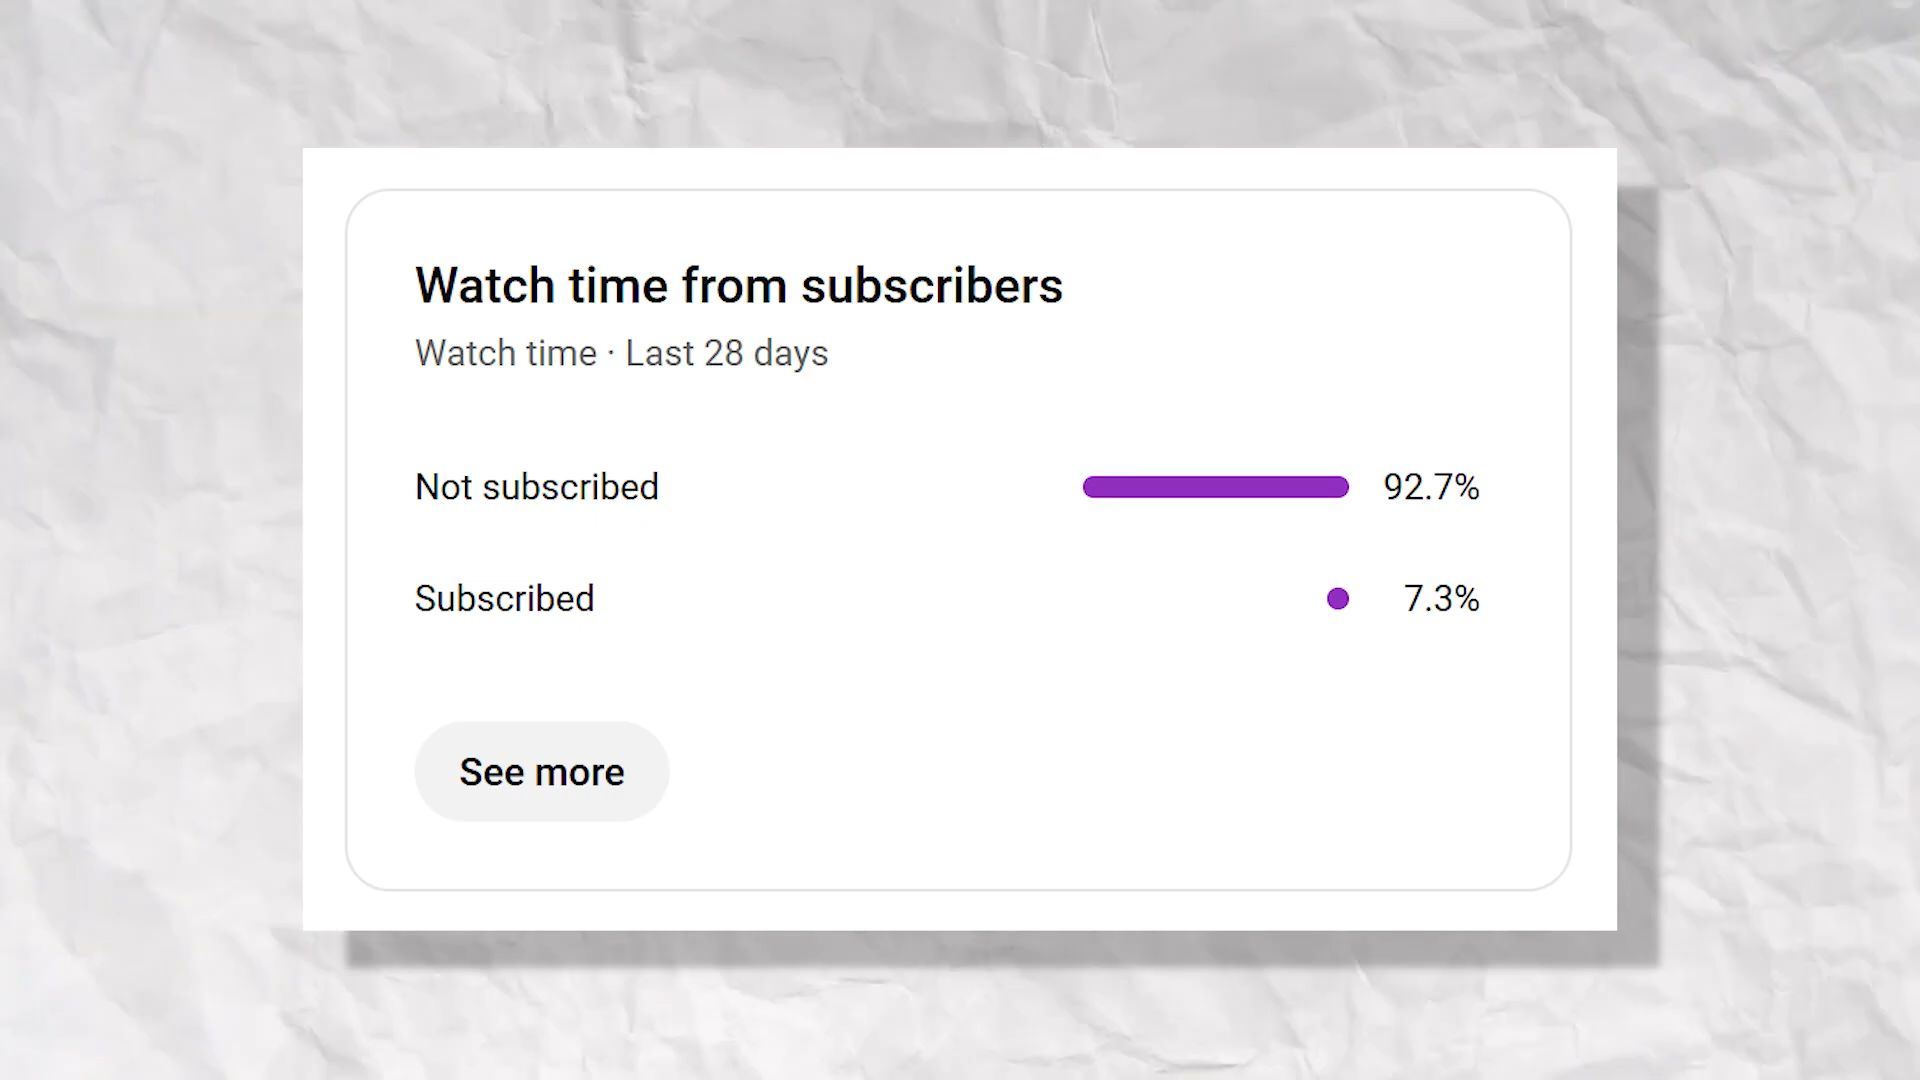 Watch time from subscribers
Watch time · Last 28 days
Not subscribed 92.7%
Subscribed 7.3%
See more